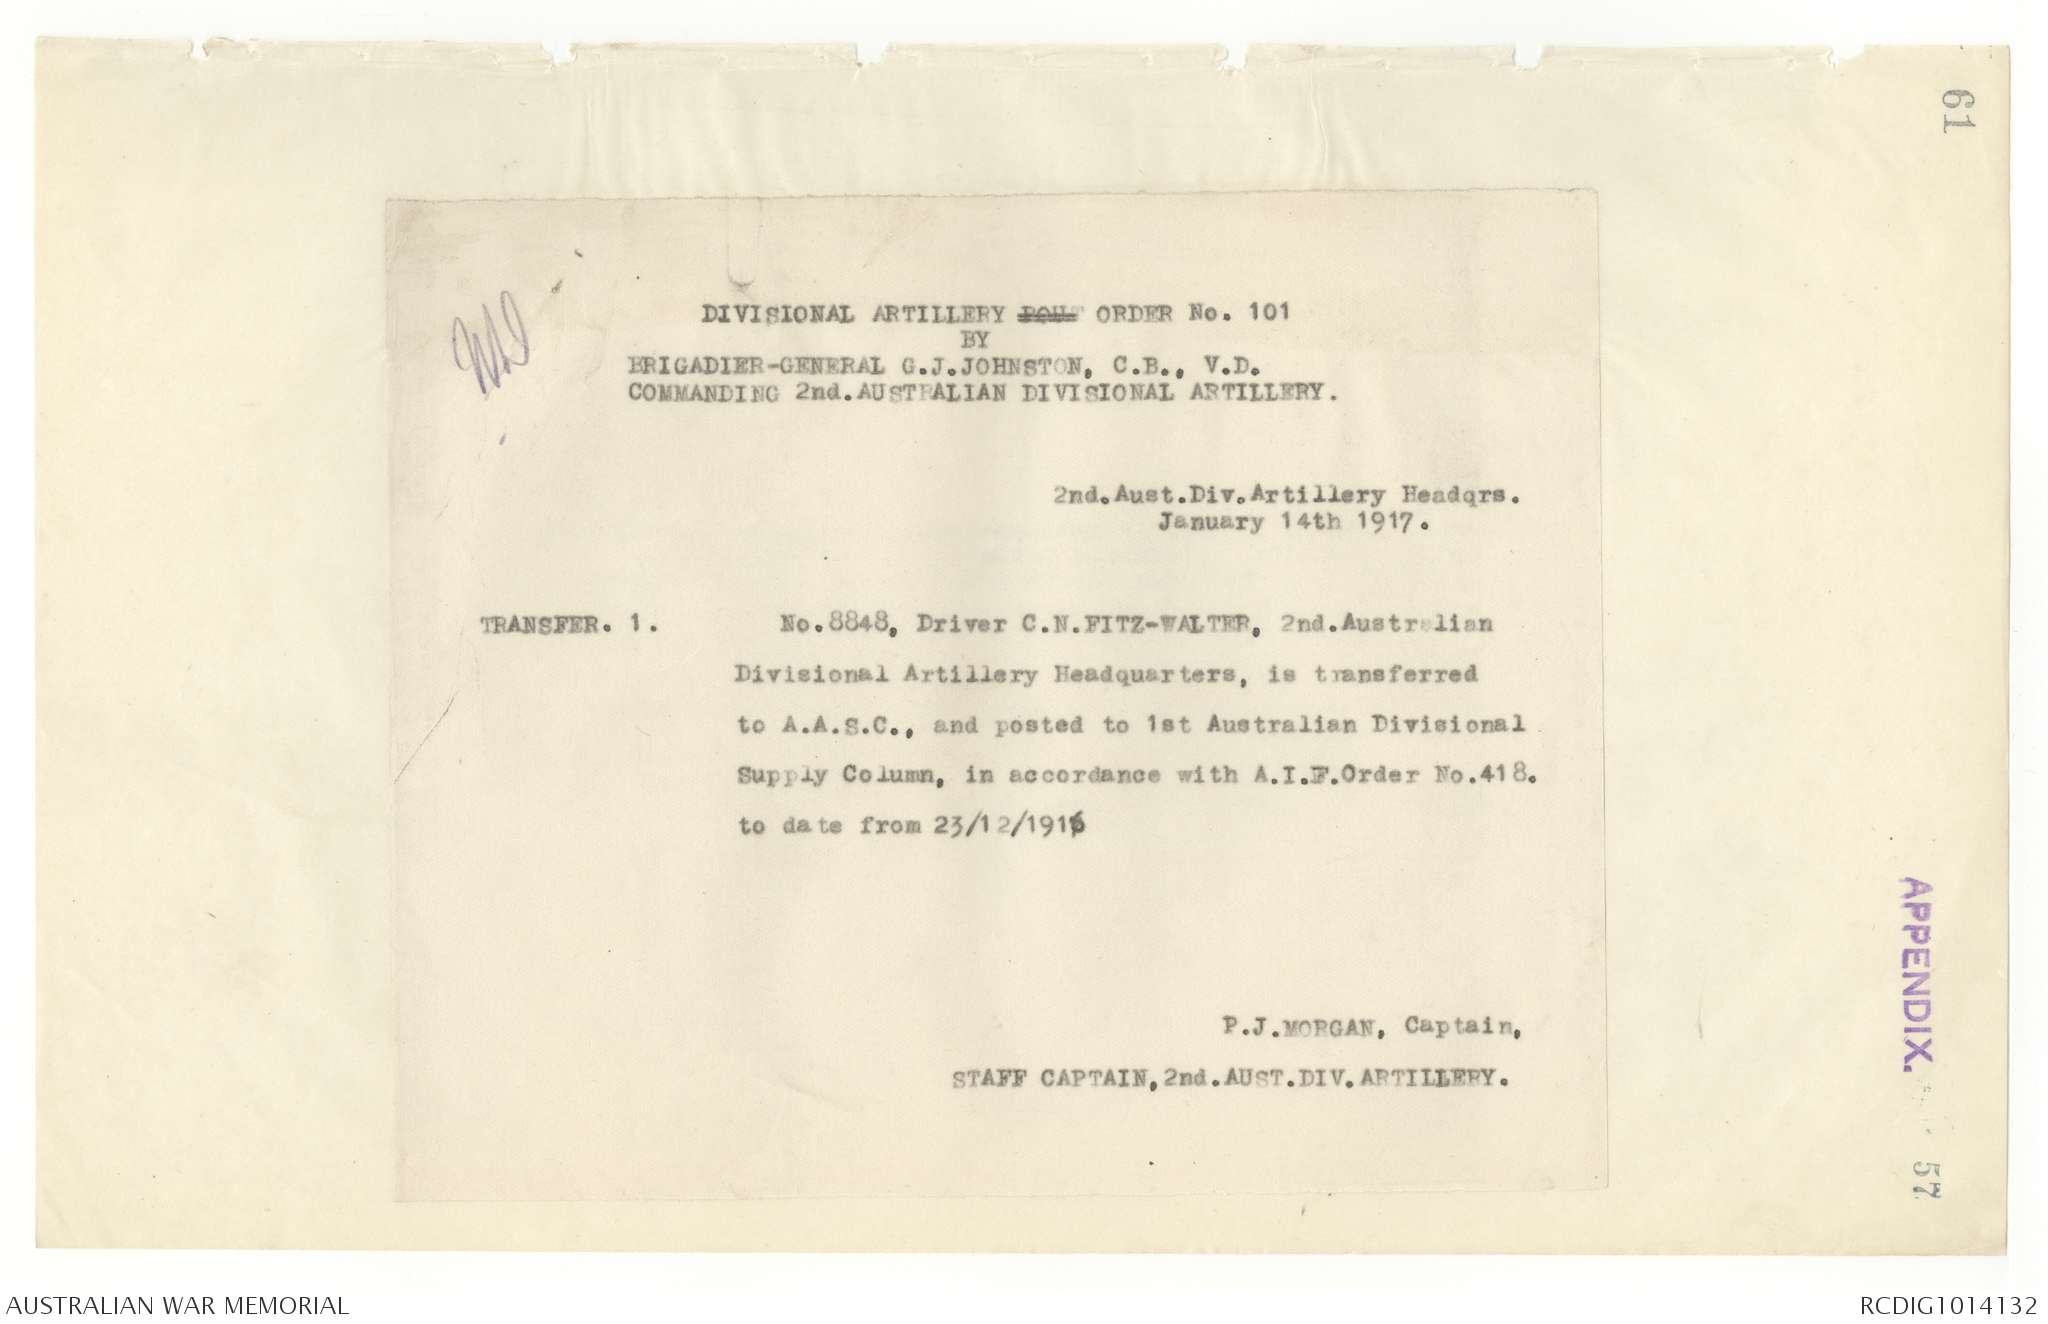 61
WD
DIVISIONAL ARTILLERY ORDER No. 101
BY
BRIGADIER-GENERAL G.J.JOHNSTON, C.B., V.D.
COMMANDING 2nd.AUSTRALIAN DIVISIONAL ARTILLERY.
2nd.Aust.Div.Artillery Headqrs.
January 14th 1917.
TRANSFER. 1. No.8848, Driver C.N.FITZ-WALTER, 2nd.Australian
Divisional Artillery Headquarters, is transferred
to A.A.S.C., and posted to 1st Australian Divisional
Supply Column, in accordance with A.I.F.Order No.418.
to date from 23/12/1916
P.J.MORGAN, Captain,
STAFF CAPTAIN,2nd.AUST.DIV.ARTILLERY.
APPENDIX.
57
AUSTRALIAN WAR MEMORIAL
RCDIG1014132